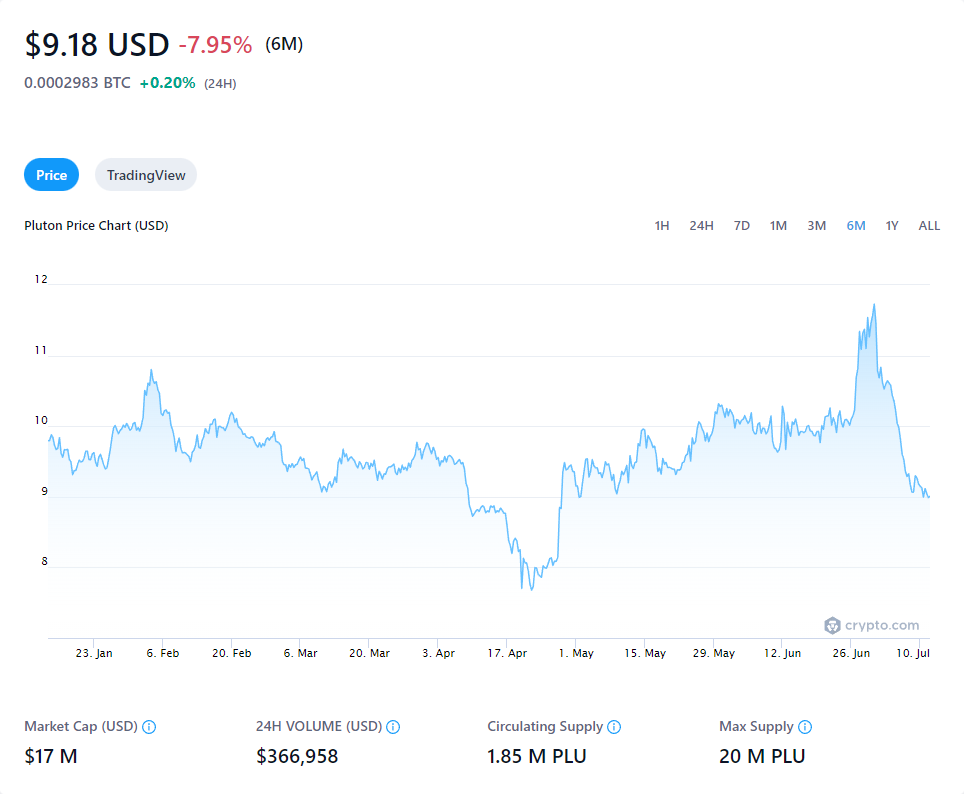 $9.18 USD -7.95% (6M)
0.0002983 BTC +0.20% (24H)
Price TradingView
Pluton Price Chart (USD) 1H 24H 7D 1M 3M 6M 1Y ALL
12
11
10
9
8
crypto.com
23. Jan 6. Feb 20. Feb 6. Mar 20. Mar 3. Apr 17. Apr 1. May 15. May 29. May 12. Jun 26. Jun 10. Jul
Market Cap (USD) 24H VOLUME (USD) Circulating Supply Max Supply
$17 M $366,958 1.85 M PLU 20 M PLU